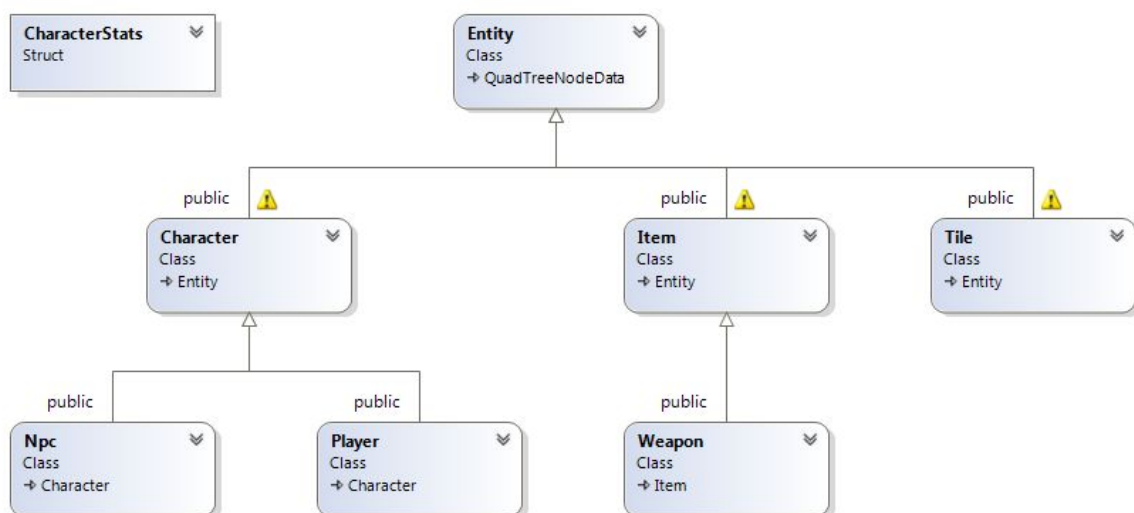 CharacterStats
Struct
Entity
Class
QuadTreeNodeData
public
public
public
Character
Class
Entity
Item
Class
Entity
Tile
Class
Entity
public
public
public
Npc
Class
Character
Player
Class
Character
Weapon
Class
Item